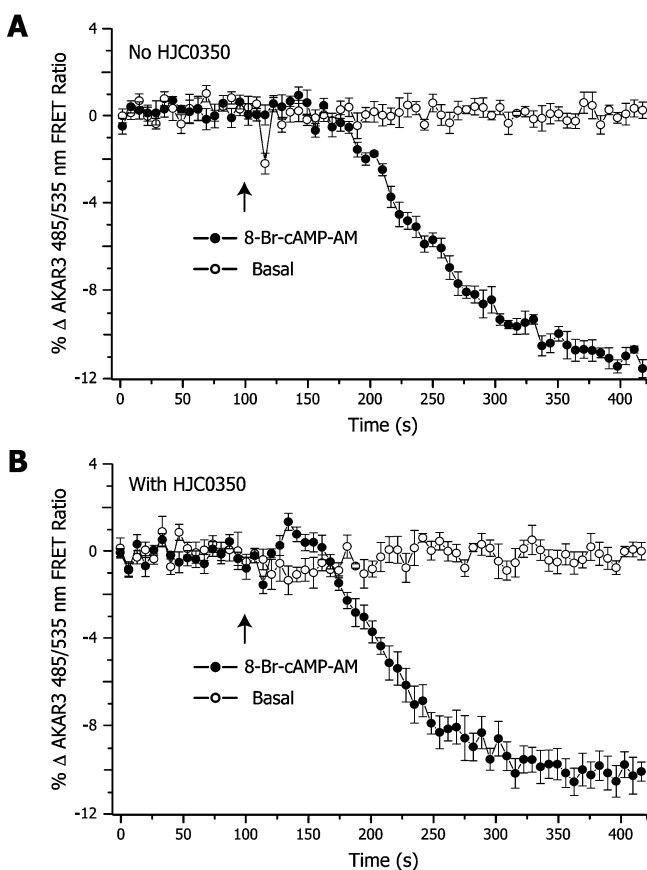 A
4
No HJC0350
0
-4
8-Br-cAMP-AM
Basal
-8
-12
0 50 100 150 200 250 300 350 400
Time (s)
% Δ AKAR3 485/535 nm FRET Ratio
B
4
With HJC0350
0
-4
8-Br-cAMP-AM
Basal
-8
-12
0 50 100 150 200 250 300 350 400
Time (s)
% Δ AKAR3 485/535 nm FRET Ratio